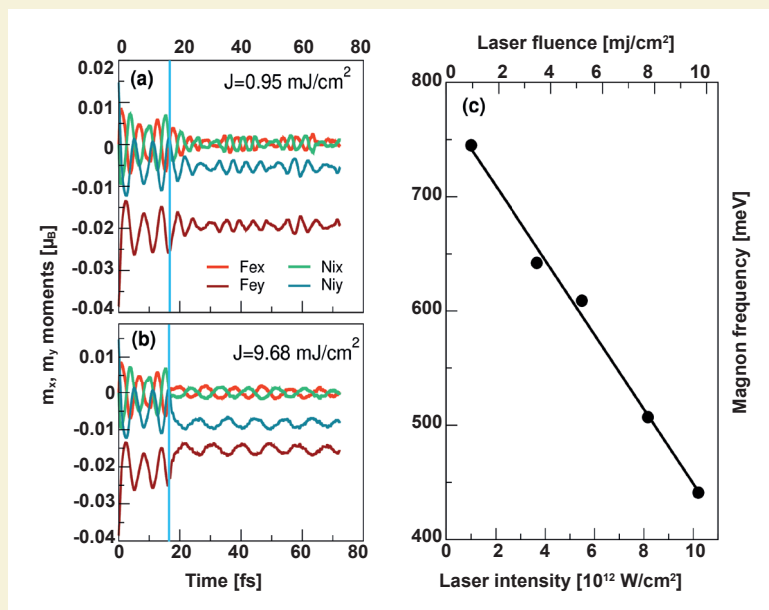 0 20 40 60 80
0.02
0.01
0
-0.01
-0.02
-0.03
-0.04
(a)
J=0.95 mJ/cm²
Fex Nix
Fey Niy
(b)
J=9.68 mJ/cm²
0.01
0
-0.01
-0.02
-0.03
-0.04
0 20 40 60 80
Time [fs]
mₓ, mᵧ moments [μ_B]
Laser fluence [mj/cm²]
0 2 4 6 8 10
(c)
800
700
600
500
400
Magnon frequency [meV]
0 2 4 6 8 10
Laser intensity [10¹² W/cm²]